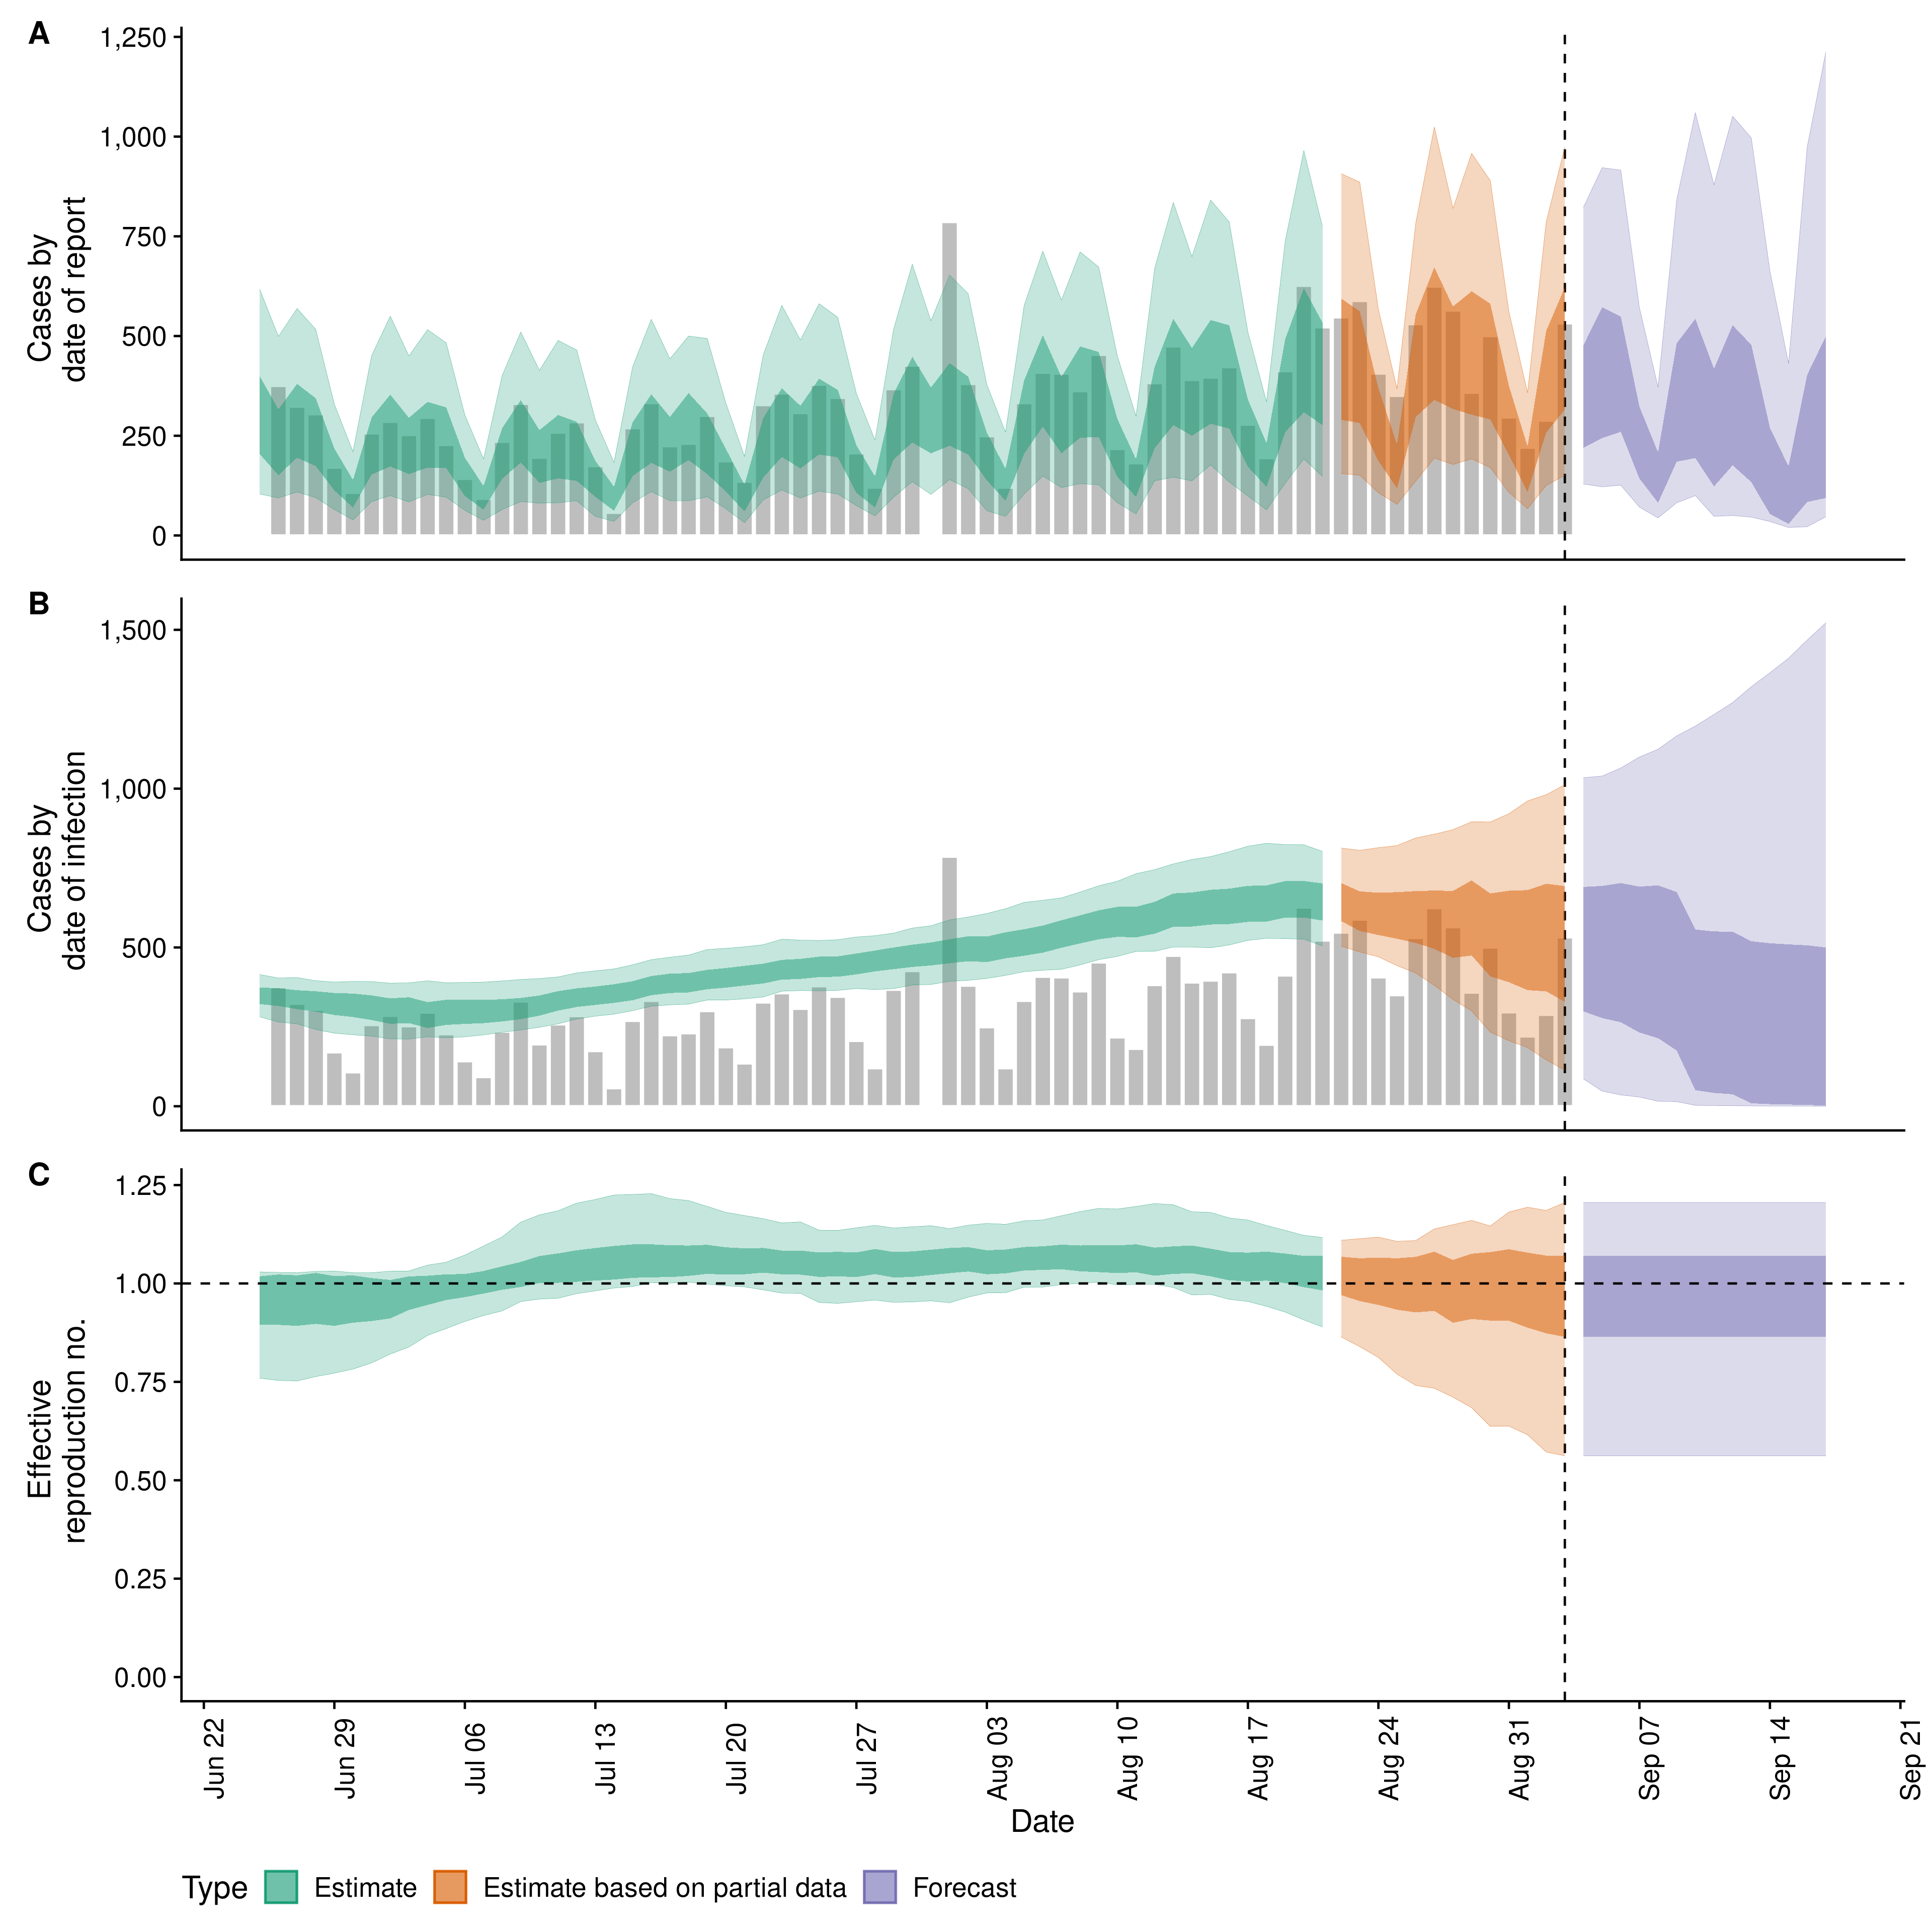 A
1,250
1,000
750
500
250
0
Cases by
date of report
B
1,500
1,000
500
0
Cases by
date of infection
C
1.25
1.00
0.75
0.50
0.25
0.00
Effective
reproduction no.
Jun 22
Jun 29
Jul 06
Jul 13
Jul 20
Jul 27
Aug 03
Aug 10
Aug 17
Aug 24
Aug 31
Sep 07
Sep 14
Sep 21
Date
Type Estimate Estimate based on partial data Forecast